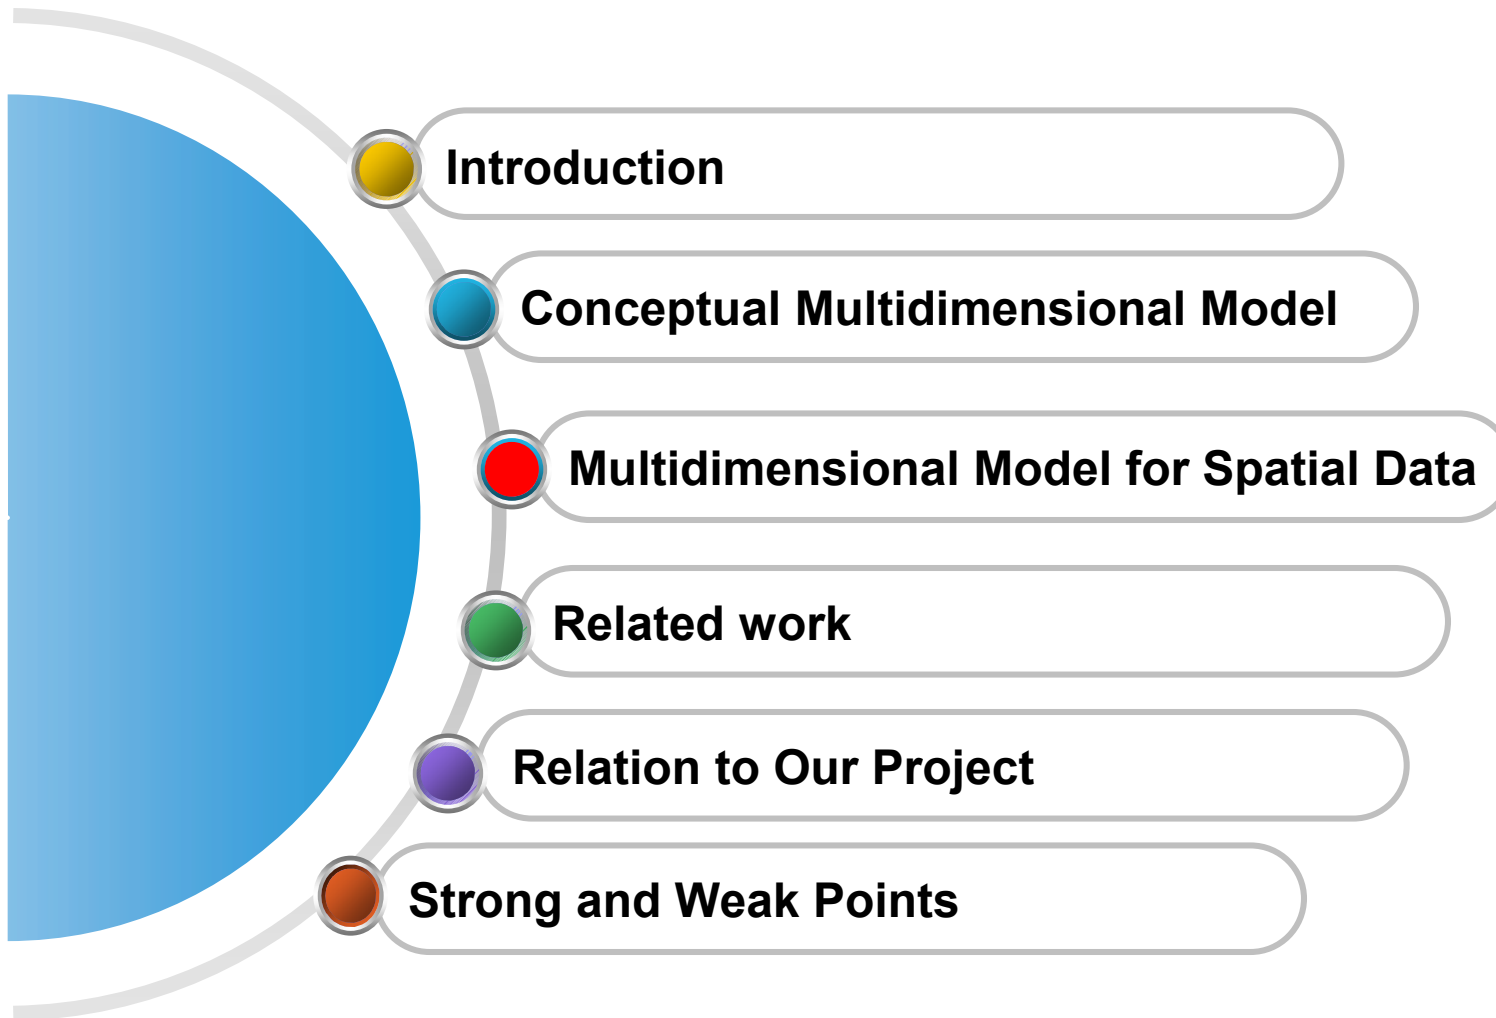 Introduction
Conceptual Multidimensional Model
Multidimensional Model for Spatial Data
Related work
Relation to Our Project
Strong and Weak Points